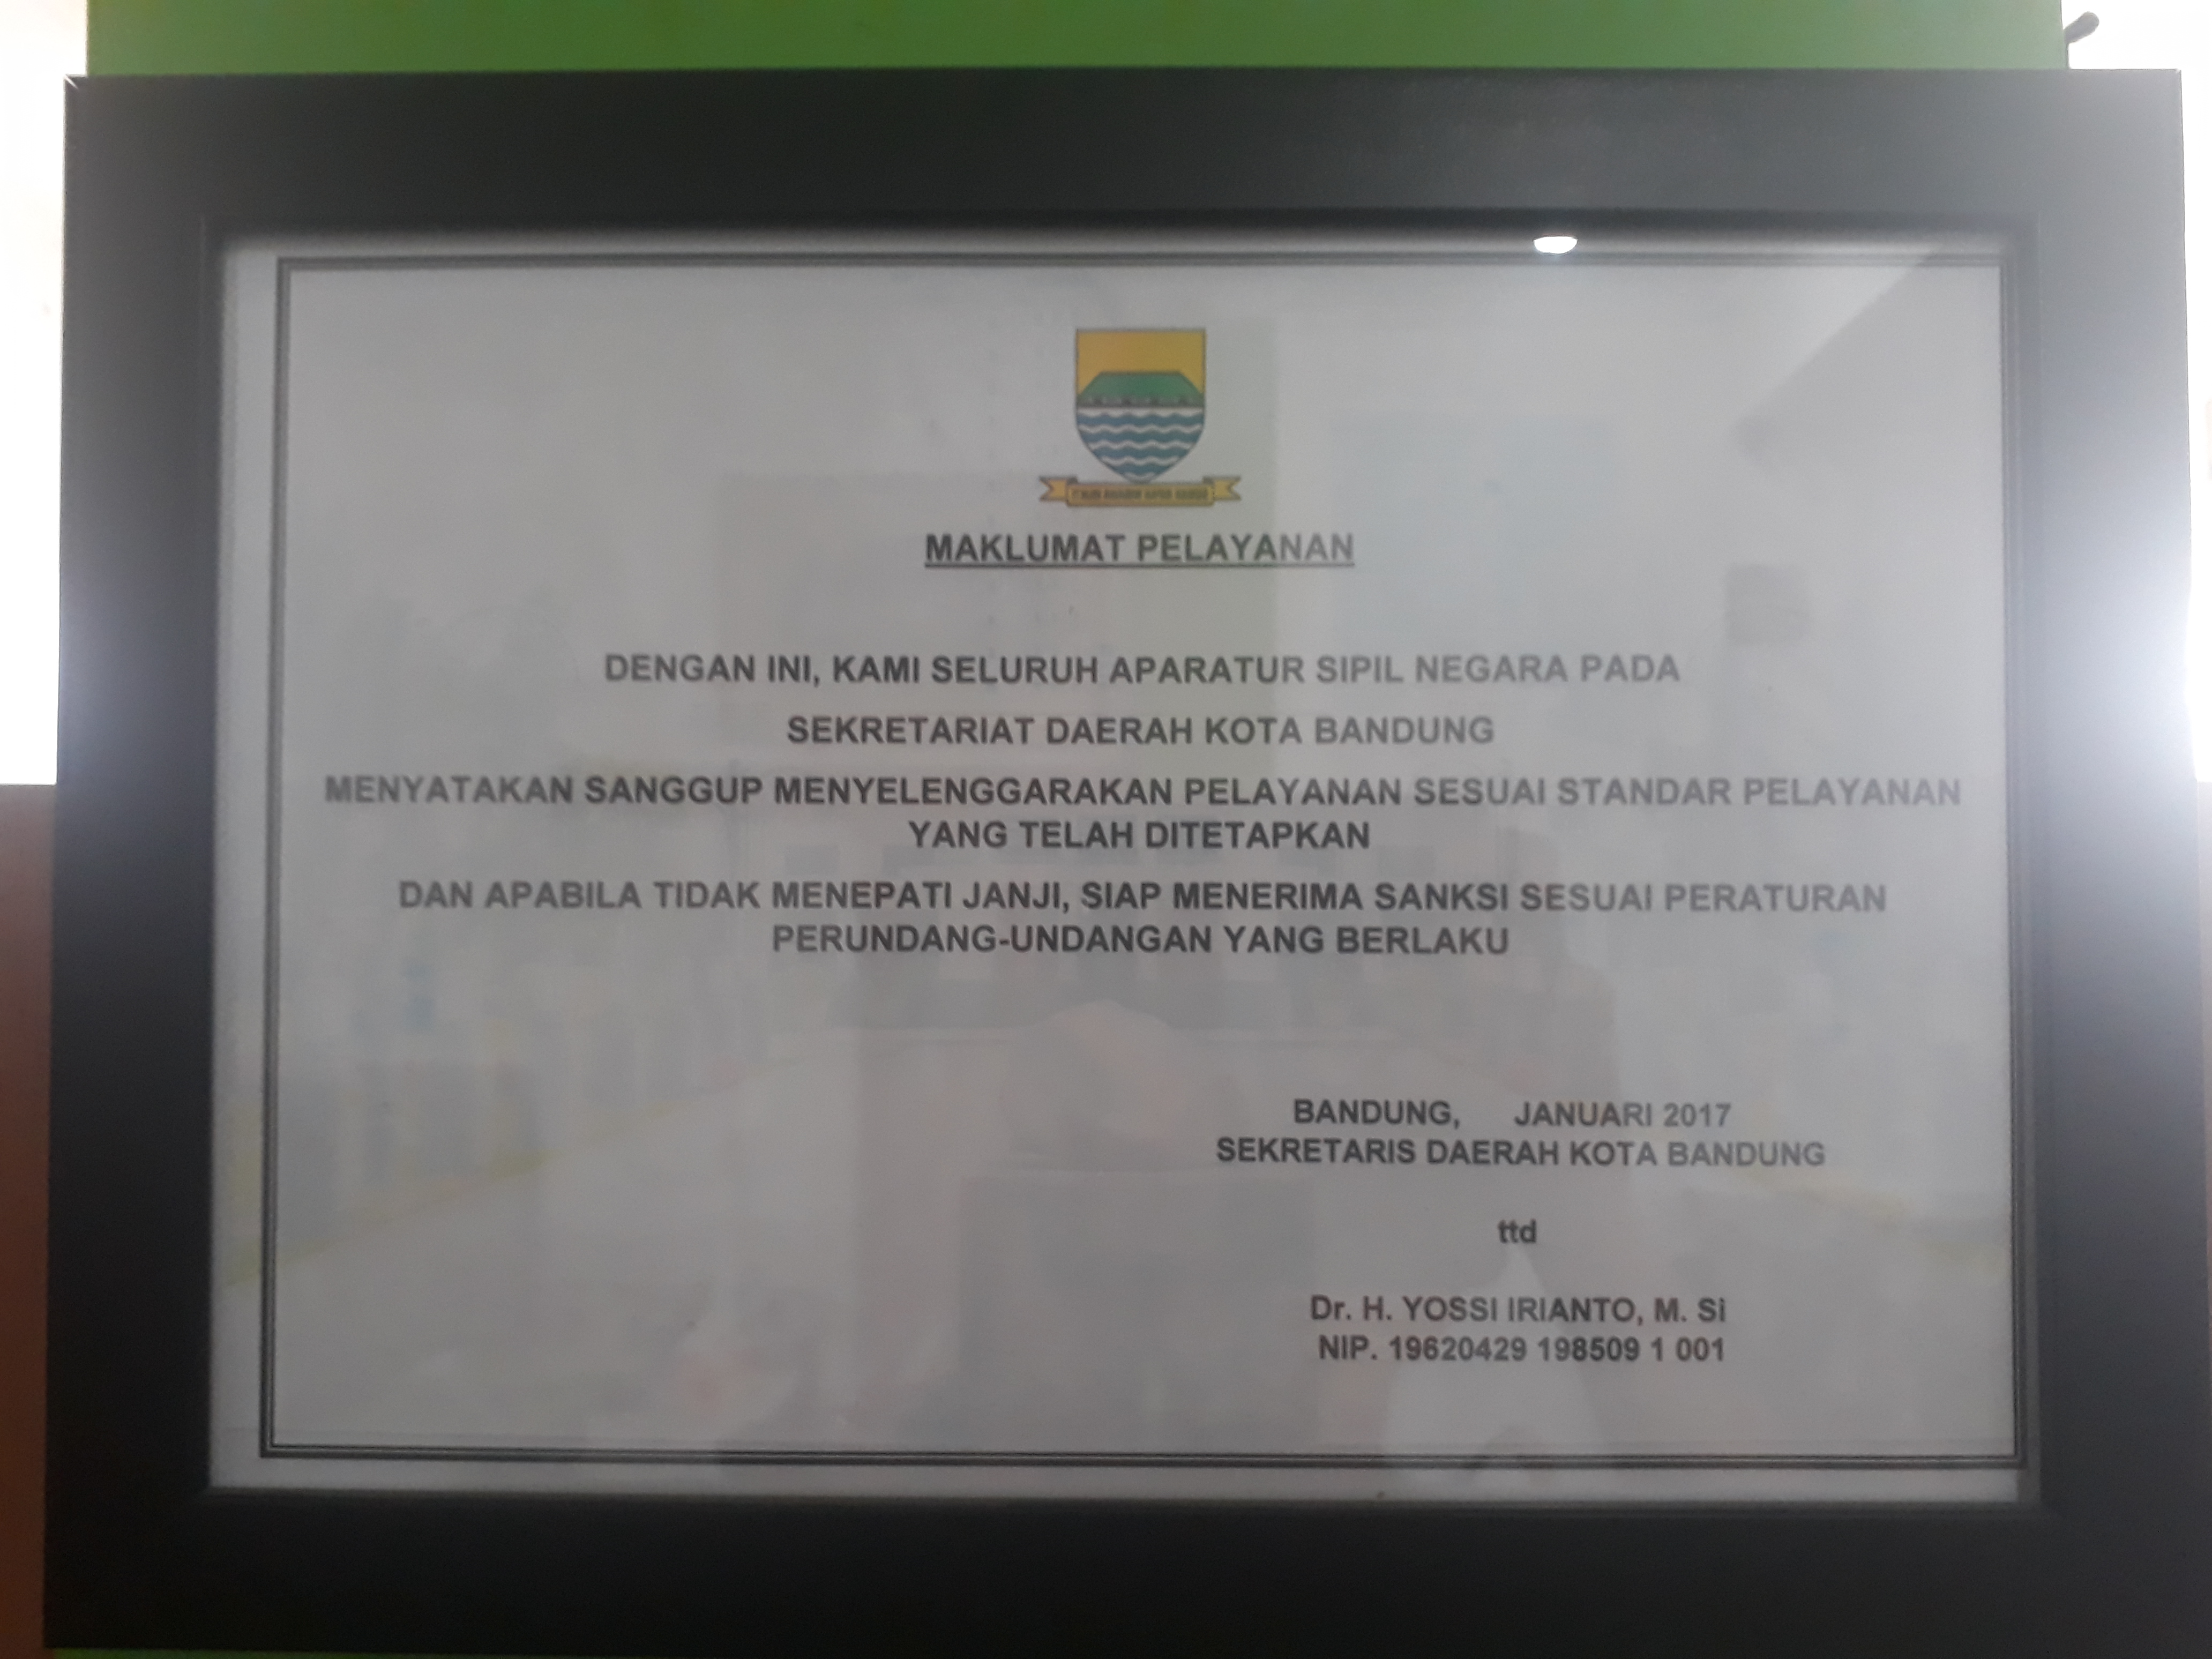 MAKLUMAT PELAYANAN
DENGAN INI, KAMI SELURUH APARATUR SIPIL NEGARA PADA
SEKRETARIAT DAERAH KOTA BANDUNG
MENYATAKAN SANGGUP MENYELENGGARAKAN PELAYANAN SESUAI STANDAR PELAYANAN
YANG TELAH DITETAPKAN
DAN APABILA TIDAK MENEPATI JANJI, SIAP MENERIMA SANKSI SESUAI PERATURAN
PERUNDANG-UNDANGAN YANG BERLAKU
BANDUNG, JANUARI 2017
SEKRETARIS DAERAH KOTA BANDUNG
ttd
Dr. H. YOSSI IRIANTO, M. Si
NIP. 19620429 198509 1 001